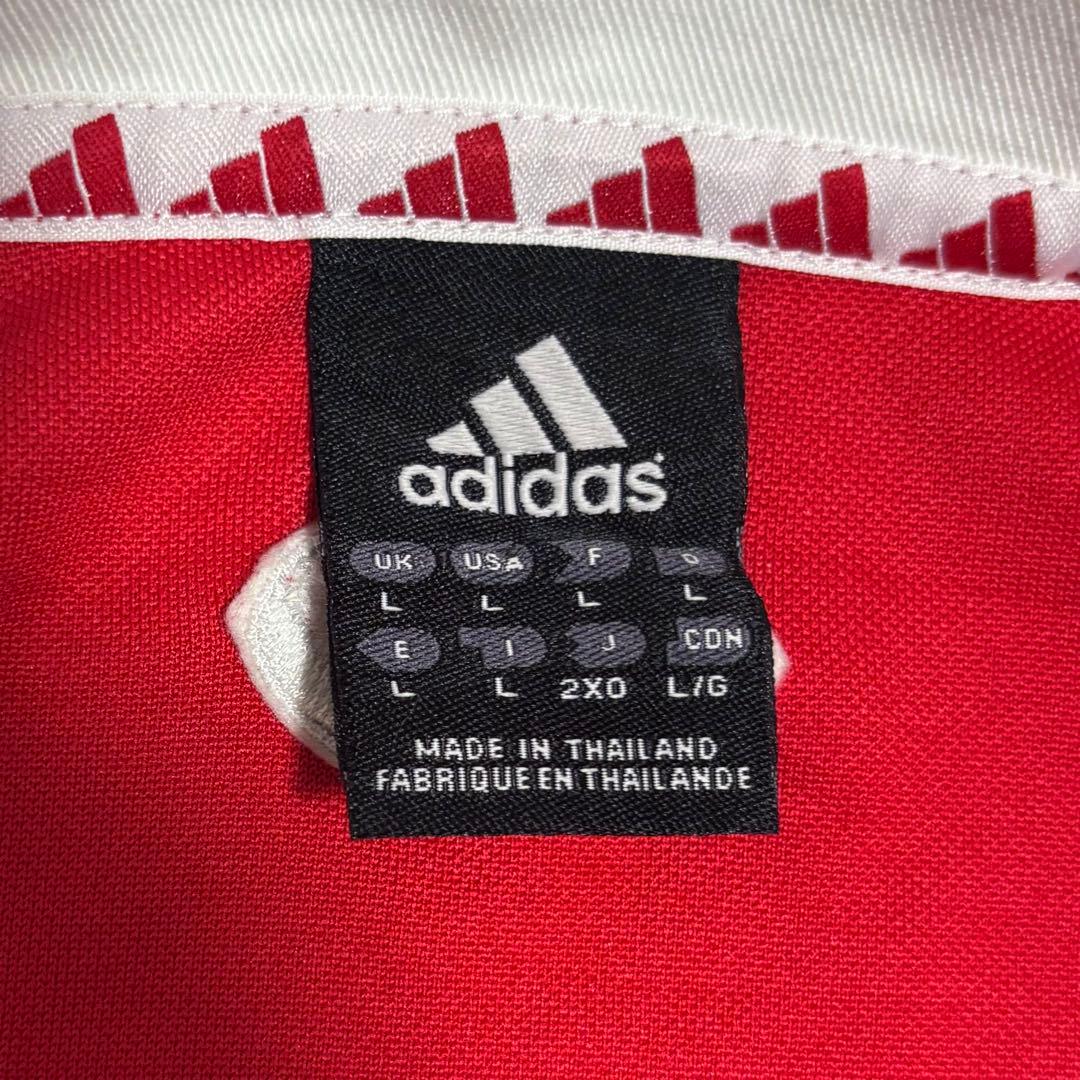 adidas
UK USA F D
L L L L
E I J CDN
L L 2XO L/G
MADE IN THAILAND
FABRIQUE EN THAILANDE